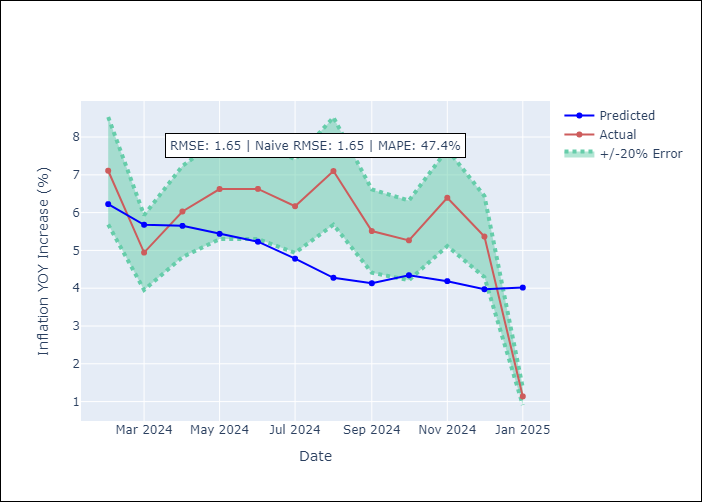 RMSE: 1.65 | Naive RMSE: 1.65 | MAPE: 47.4%
Predicted
Actual
+/-20% Error
8
7
6
5
4
3
2
1
Inflation YOY Increase (%)
Mar 2024
May 2024
Jul 2024
Sep 2024
Nov 2024
Jan 2025
Date